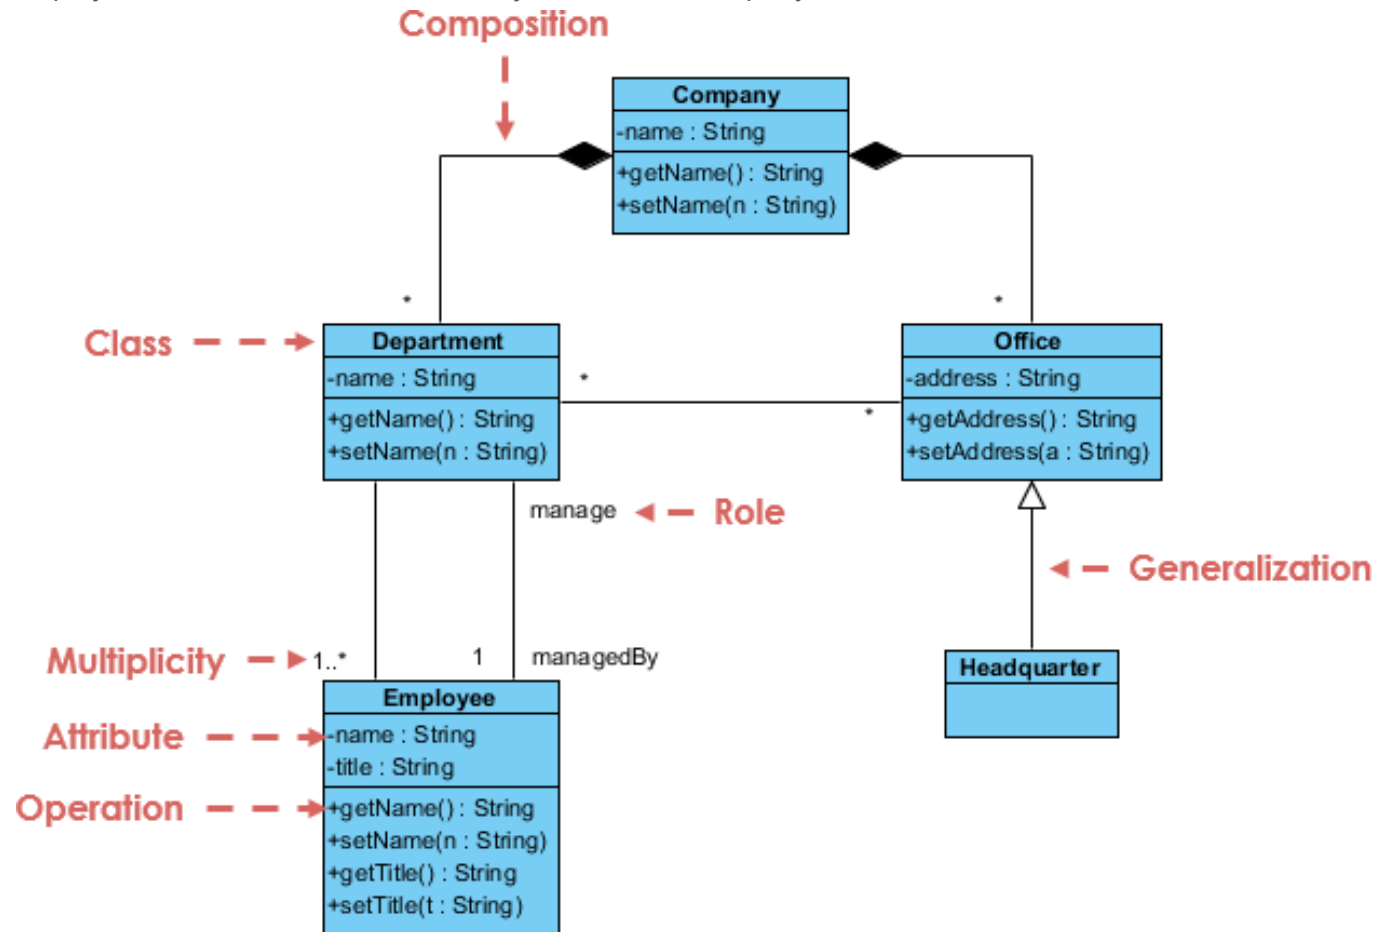 Composition
Company
-name : String
+getName() : String
+setName(n : String)
*
*
Class
Department
-name : String
+getName() : String
+setName(n : String)
*
*
Office
-address : String
+getAddress() : String
+setAddress(a : String)
manage
Role
Generalization
Multiplicity
1..*
1
managedBy
Headquarter
Employee
Attribute
-name : String
-title : String
Operation
+getName() : String
+setName(n : String)
+getTitle() : String
+setTitle(t : String)